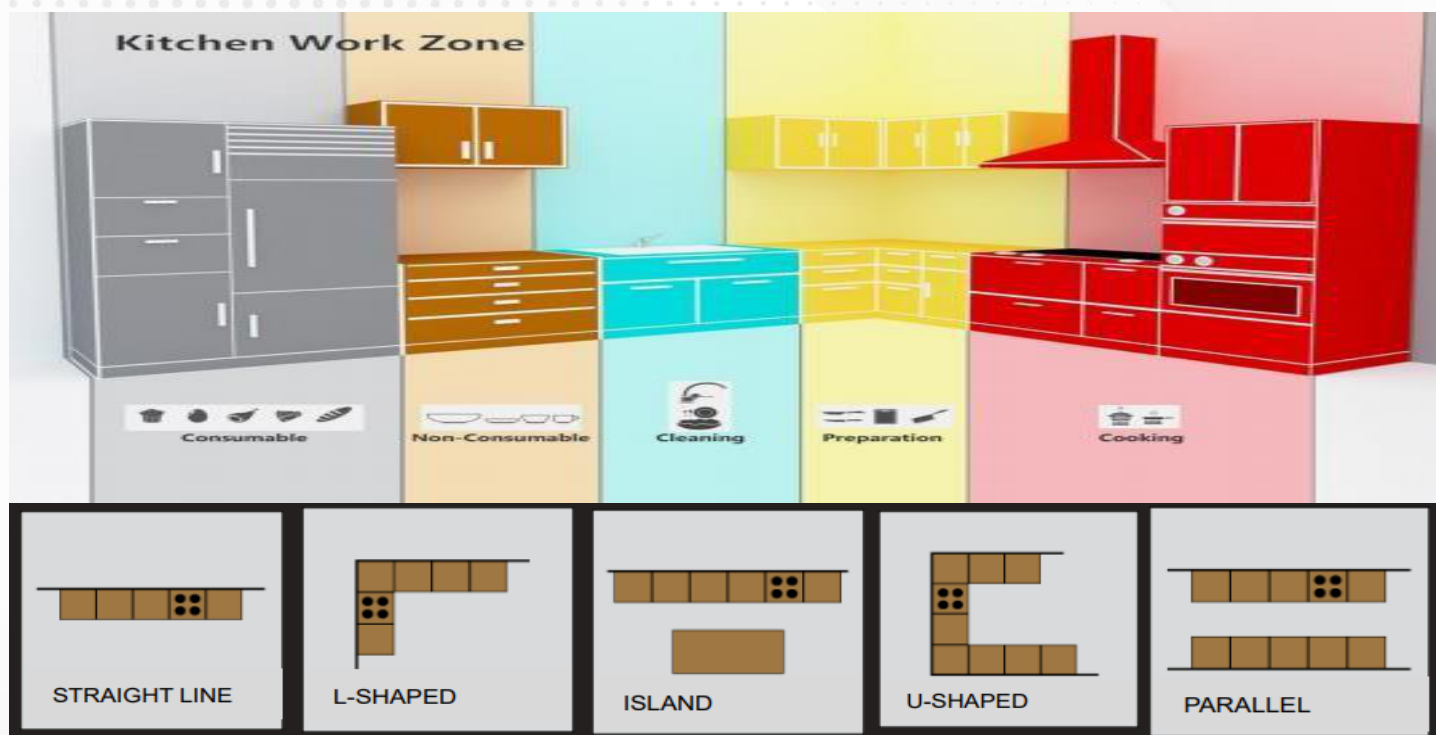 Kitchen Work Zone
Consumable
Non-Consumable
Cleaning
Preparation
Cooking
STRAIGHT LINE
L-SHAPED
ISLAND
U-SHAPED
PARALLEL